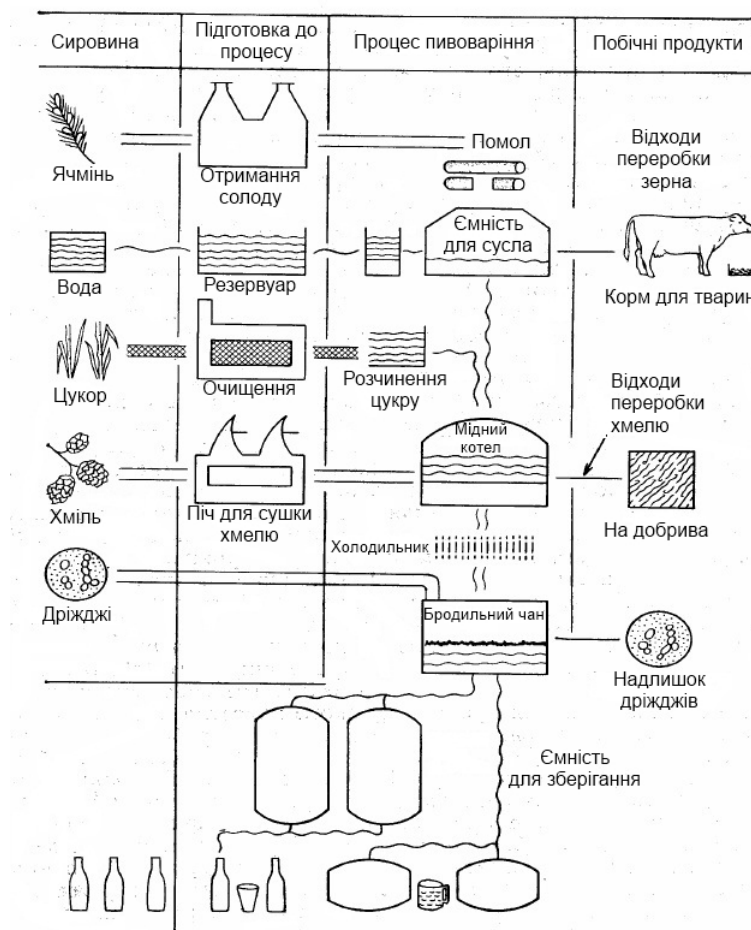 Сировина
Підготовка до
процесу
Процес пивоваріння
Побічні продукти
Ячмінь
Отримання
солоду
Помол
Відходи
переробки
зерна
Ємність
для сусла
Вода
Резервуар
Корм для тварин
Цукор
Очищення
Розчинення
цукру
Відходи
переробки
хмелю
Мідний
котел
Хміль
Піч для сушки
хмелю
На добрива
Холодильник
Дріжджі
Бродильний чан
Надлишок
дріжджів
Ємність
для зберігання